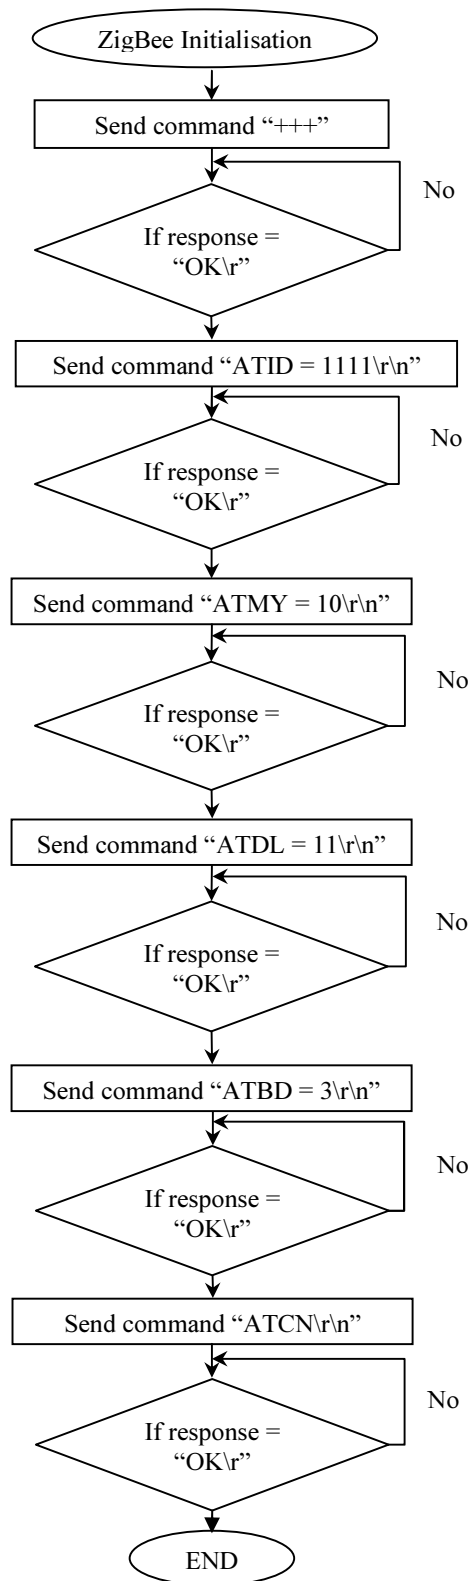 ZigBee Initialisation
Send command “+++”
No
If response =
“OK\r”
Send command “ATID = 1111\r\n”
No
If response =
“OK\r”
Send command “ATMY = 10\r\n”
No
If response =
“OK\r”
Send command “ATDL = 11\r\n”
No
If response =
“OK\r”
Send command “ATBD = 3\r\n”
No
If response =
“OK\r”
Send command “ATCN\r\n”
No
If response =
“OK\r”
END